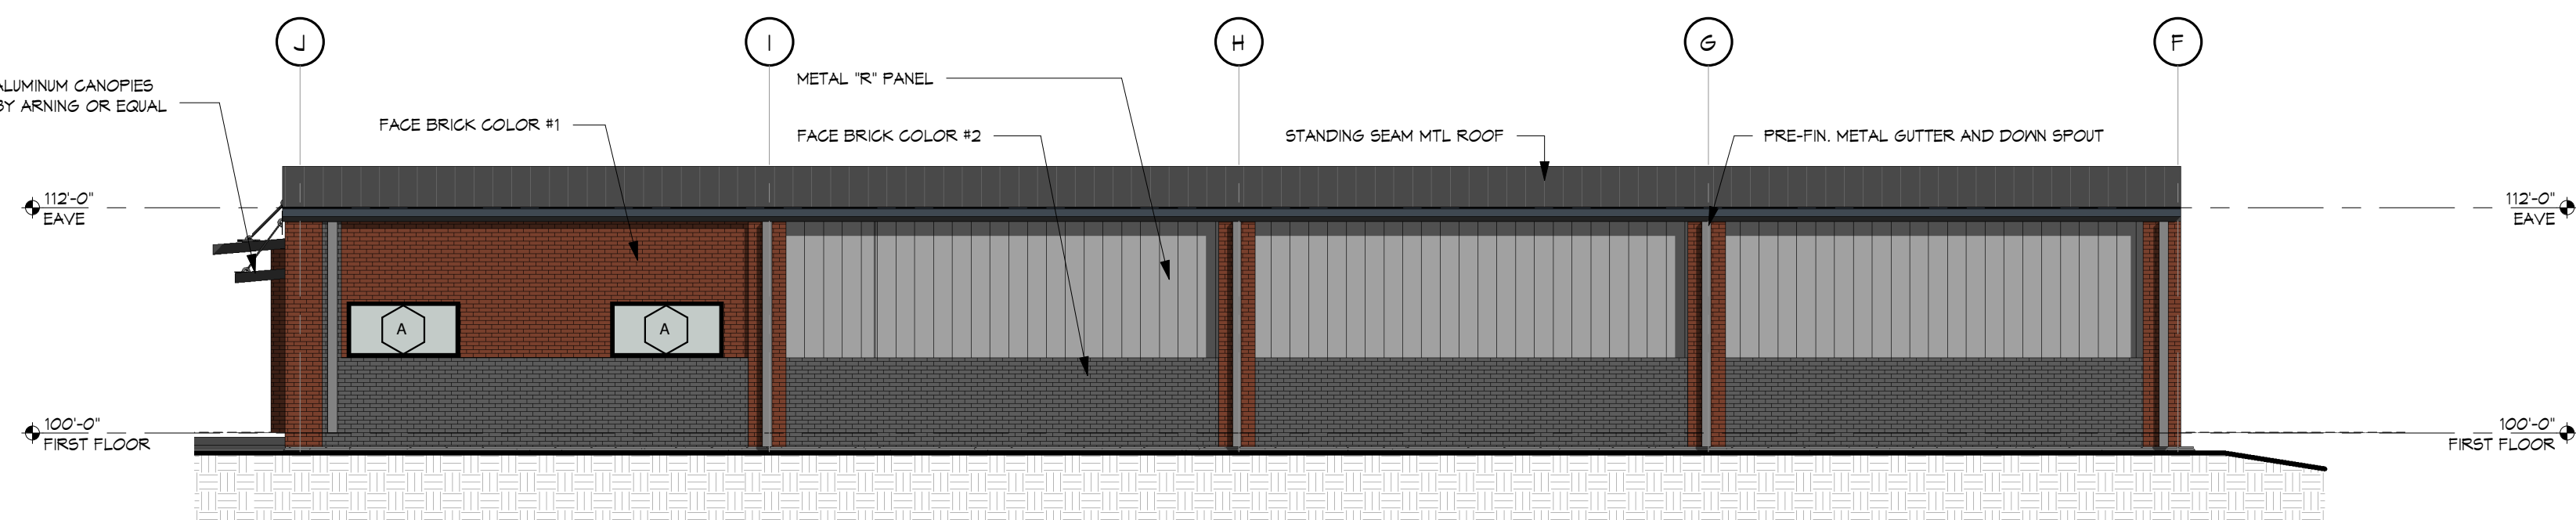 J
I
H
G
F
ALUMINUM CANOPIES
BY ARNING OR EQUAL
FACE BRICK COLOR #1
METAL "R" PANEL
FACE BRICK COLOR #2
STANDING SEAM MTL ROOF
PRE-FIN. METAL GUTTER AND DOWN SPOUT
112'-0"
EAVE
112'-0"
EAVE
A
A
100'-0"
FIRST FLOOR
100'-0"
FIRST FLOOR